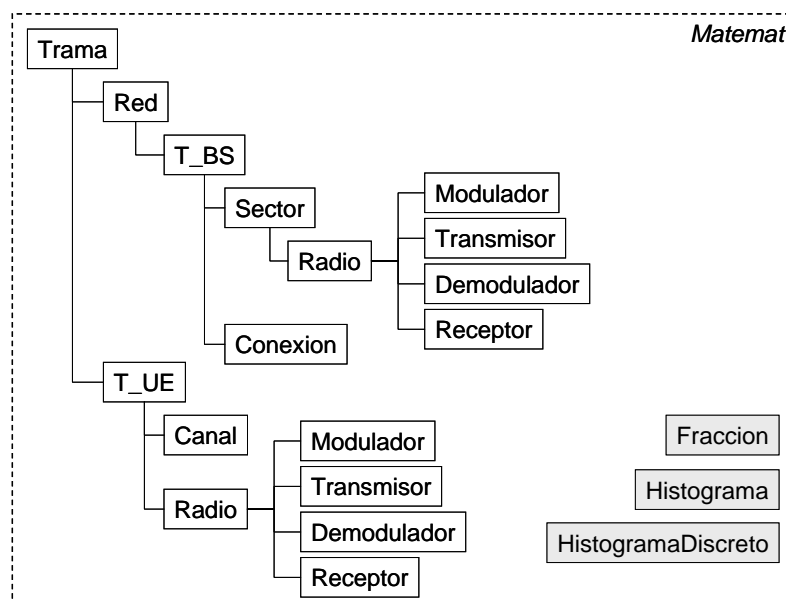 Matemat
Trama
Red
T_BS
Sector
Modulador
Transmisor
Radio
Demodulador
Receptor
Conexion
T_UE
Canal
Modulador
Fraccion
Transmisor
Histograma
Radio
Demodulador
HistogramaDiscreto
Receptor